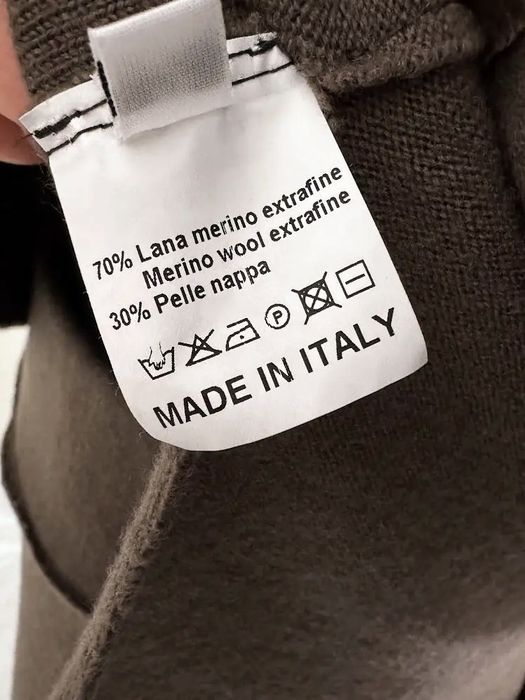 70% Lana merino extrafine
Merino wool extrafine
30% Pelle nappa
P
MADE IN ITALY